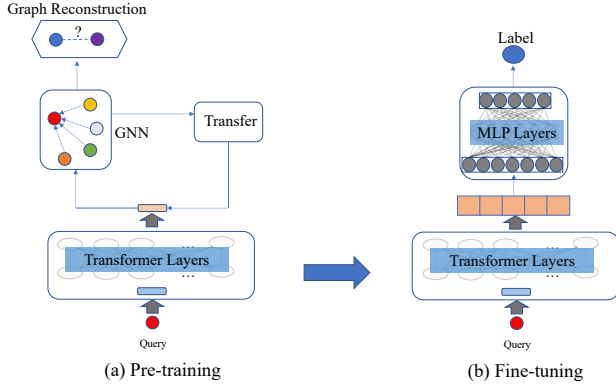 Graph Reconstruction
?
GNN
Transfer
...
Transformer Layers
...
Query
(a) Pre-training
Label
MLP Layers
...
Transformer Layers
...
Query
(b) Fine-tuning